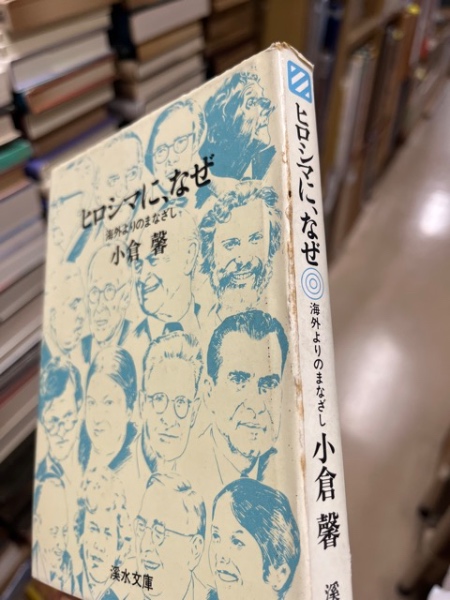 ヒロシマに、なぜ
海外よりのまなざし
小倉 馨
溪水文庫
ヒロシマに、なぜ
海外よりのまなざし
小倉 馨
溪